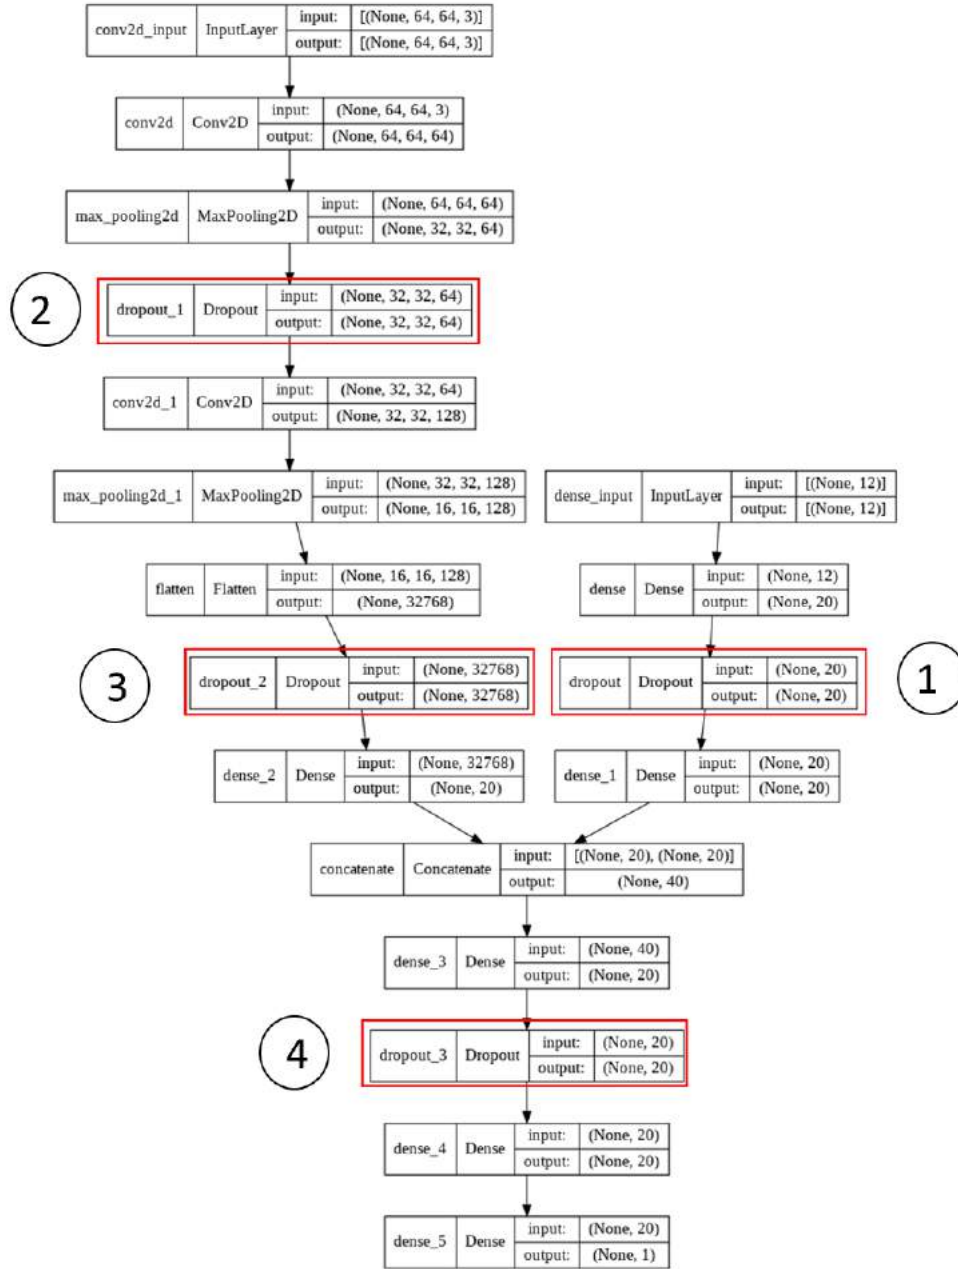 conv2d_input InputLayer input: [(None, 64, 64, 3)]
output: [(None, 64, 64, 3)]
conv2d Conv2D input: (None, 64, 64, 3)
output: (None, 64, 64, 64)
max_pooling2d MaxPooling2D input: (None, 64, 64, 64)
output: (None, 32, 32, 64)
2
dropout_1 Dropout input: (None, 32, 32, 64)
output: (None, 32, 32, 64)
conv2d_1 Conv2D input: (None, 32, 32, 64)
output: (None, 32, 32, 128)
max_pooling2d_1 MaxPooling2D input: (None, 32, 32, 128)
output: (None, 16, 16, 128)
dense_input InputLayer input: [(None, 12)]
output: [(None, 12)]
flatten Flatten input: (None, 16, 16, 128)
output: (None, 32768)
dense Dense input: (None, 12)
output: (None, 20)
3
dropout_2 Dropout input: (None, 32768)
output: (None, 32768)
dropout Dropout input: (None, 20)
output: (None, 20)
1
dense_2 Dense input: (None, 32768)
output: (None, 20)
dense_1 Dense input: (None, 20)
output: (None, 20)
concatenate Concatenate input: [(None, 20), (None, 20)]
output: (None, 40)
dense_3 Dense input: (None, 40)
output: (None, 20)
4
dropout_3 Dropout input: (None, 20)
output: (None, 20)
dense_4 Dense input: (None, 20)
output: (None, 20)
dense_5 Dense input: (None, 20)
output: (None, 1)